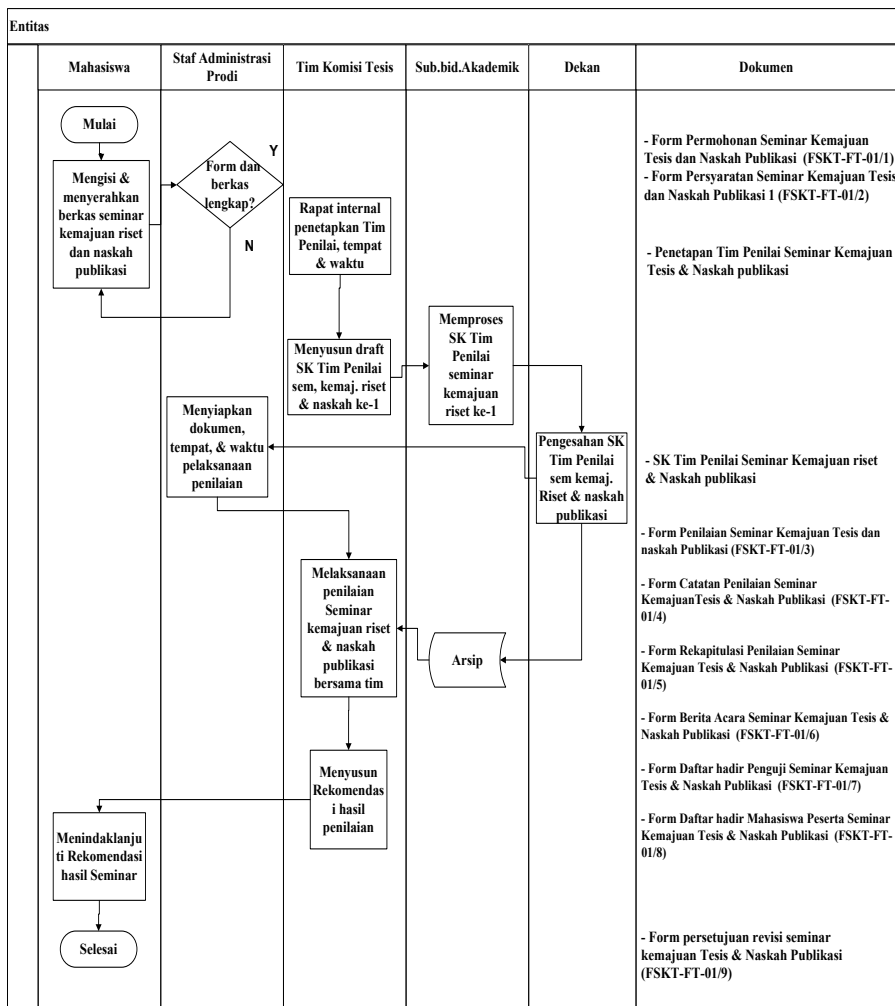 Entitas
Mahasiswa
Staf Administrasi
Prodi
Tim Komisi Tesis
Sub.bid.Akademik
Dekan
Dokumen
Mulai
Mengisi &
menyerahkan
berkas seminar
kemajuan riset
dan naskah
publikasi
Form dan
berkas
lengkap?
Y
N
Rapat internal
penetapkan Tim
Penilai, tempat
& waktu
Menyusun draft
SK Tim Penilai
sem, kemaj. riset
& naskah ke-1
Memproses
SK Tim
Penilai
seminar
kemajuan
riset ke-1
Pengesahan SK
Tim Penilai
sem kemaj.
Riset & naskah
publikasi
Menyiapkan
dokumen,
tempat, & waktu
pelaksanaan
penilaian
Melaksanaan
penilaian
Seminar
kemajuan riset
& naskah
publikasi
bersama tim
Arsip
Menyusun
Rekomendas
i hasil
penilaian
Menindaklanju
ti Rekomendasi
hasil Seminar
Selesai
- Form Permohonan Seminar Kemajuan
Tesis dan Naskah Publikasi (FSKT-FT-01/1)
- Form Persyaratan Seminar Kemajuan Tesis
dan Naskah Publikasi 1 (FSKT-FT-01/2)
- Penetapan Tim Penilai Seminar Kemajuan
Tesis & Naskah publikasi
- SK Tim Penilai Seminar Kemajuan riset
& Naskah publikasi
- Form Penilaian Seminar Kemajuan Tesis dan
naskah Publikasi (FSKT-FT-01/3)
- Form Catatan Penilaian Seminar
KemajuanTesis & Naskah Publikasi (FSKT-FT-
01/4)
- Form Rekapitulasi Penilaian Seminar
Kemajuan Tesis & Naskah Publikasi (FSKT-FT-
01/5)
- Form Berita Acara Seminar Kemajuan Tesis &
Naskah Publikasi (FSKT-FT-01/6)
- Form Daftar hadir Penguji Seminar Kemajuan
Tesis & Naskah Publikasi (FSKT-FT-01/7)
- Form Daftar hadir Mahasiswa Peserta Seminar
Kemajuan Tesis & Naskah Publikasi (FSKT-FT-
01/8)
- Form persetujuan revisi seminar
kemajuan Tesis & Naskah Publikasi
(FSKT-FT-01/9)